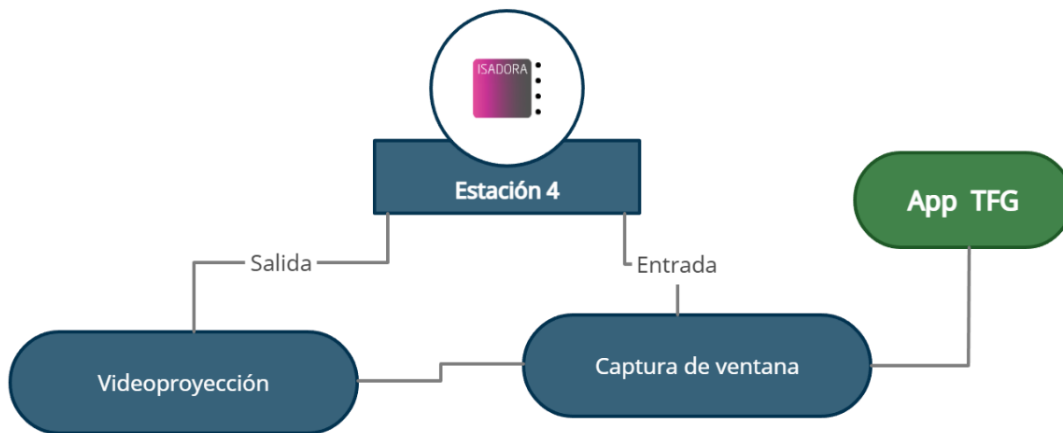 ISADORA
Estación 4
App TFG
Salida
Entrada
Videoproyección
Captura de ventana